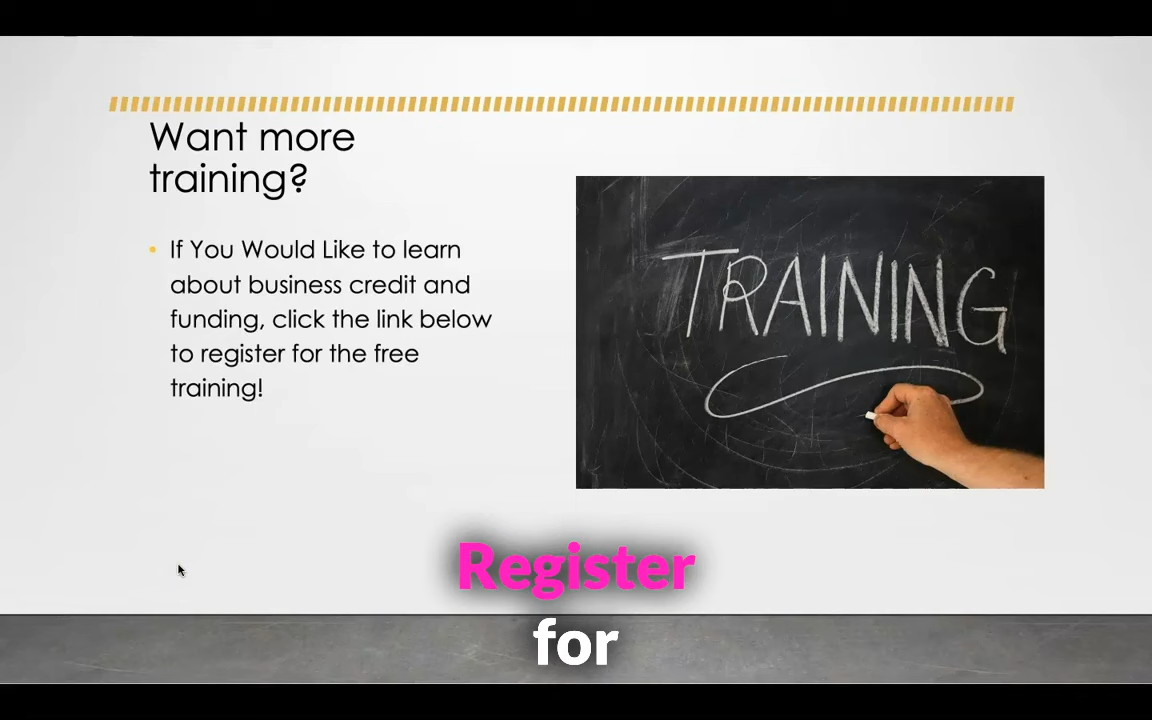 Want more
training?
• If You Would Like to learn
about business credit and
funding, click the link below
to register for the free
training!
TRAINING
Register
for